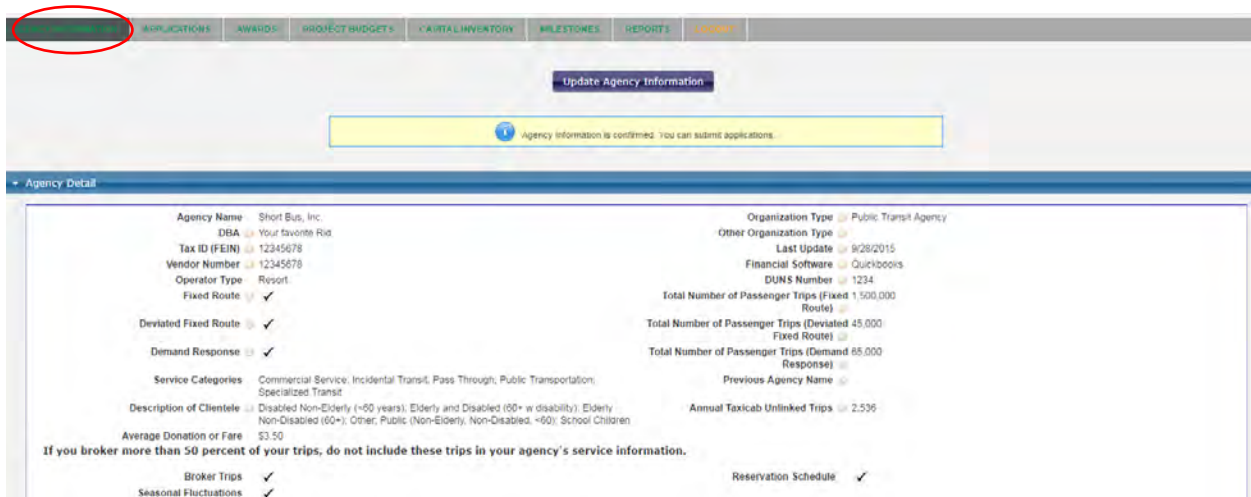 APPLICATIONS AWARDS PROJECT BUDGETS CAPITAL INVENTORY MILESTONES REPORTS
Update Agency Information
Agency information is confirmed. You can submit applications.
Agency Detail
Agency Name Short Bus, Inc. Organization Type Public Transit Agency
DBA Your favorite Rid Other Organization Type
Tax ID (FEIN) 12345678 Last Update 9/28/2015
Vendor Number 12345678 Financial Software Quickbooks
Operator Type Resort DUNS Number 1234
Fixed Route ✓ Total Number of Passenger Trips (Fixed 1,500,000
Route)
Deviated Fixed Route ✓ Total Number of Passenger Trips (Deviated 45,000
Fixed Route)
Demand Response ✓ Total Number of Passenger Trips (Demand 65,000
Response)
Service Categories Commercial Service; Incidental Transit; Pass Through; Public Transportation; Previous Agency Name
Specialized Transit
Description of Clientele Disabled Non-Elderly (<60 years); Elderly and Disabled (60+ w disability); Elderly Annual Taxicab Unlinked Trips 2,536
Non-Disabled (60+); Other; Public (Non-Elderly, Non-Disabled, <60); School Children
Average Donation or Fare $3.50
If you broker more than 50 percent of your trips, do not include these trips in your agency's service information.
Broker Trips ✓ Reservation Schedule ✓
Seasonal Fluctuations ✓